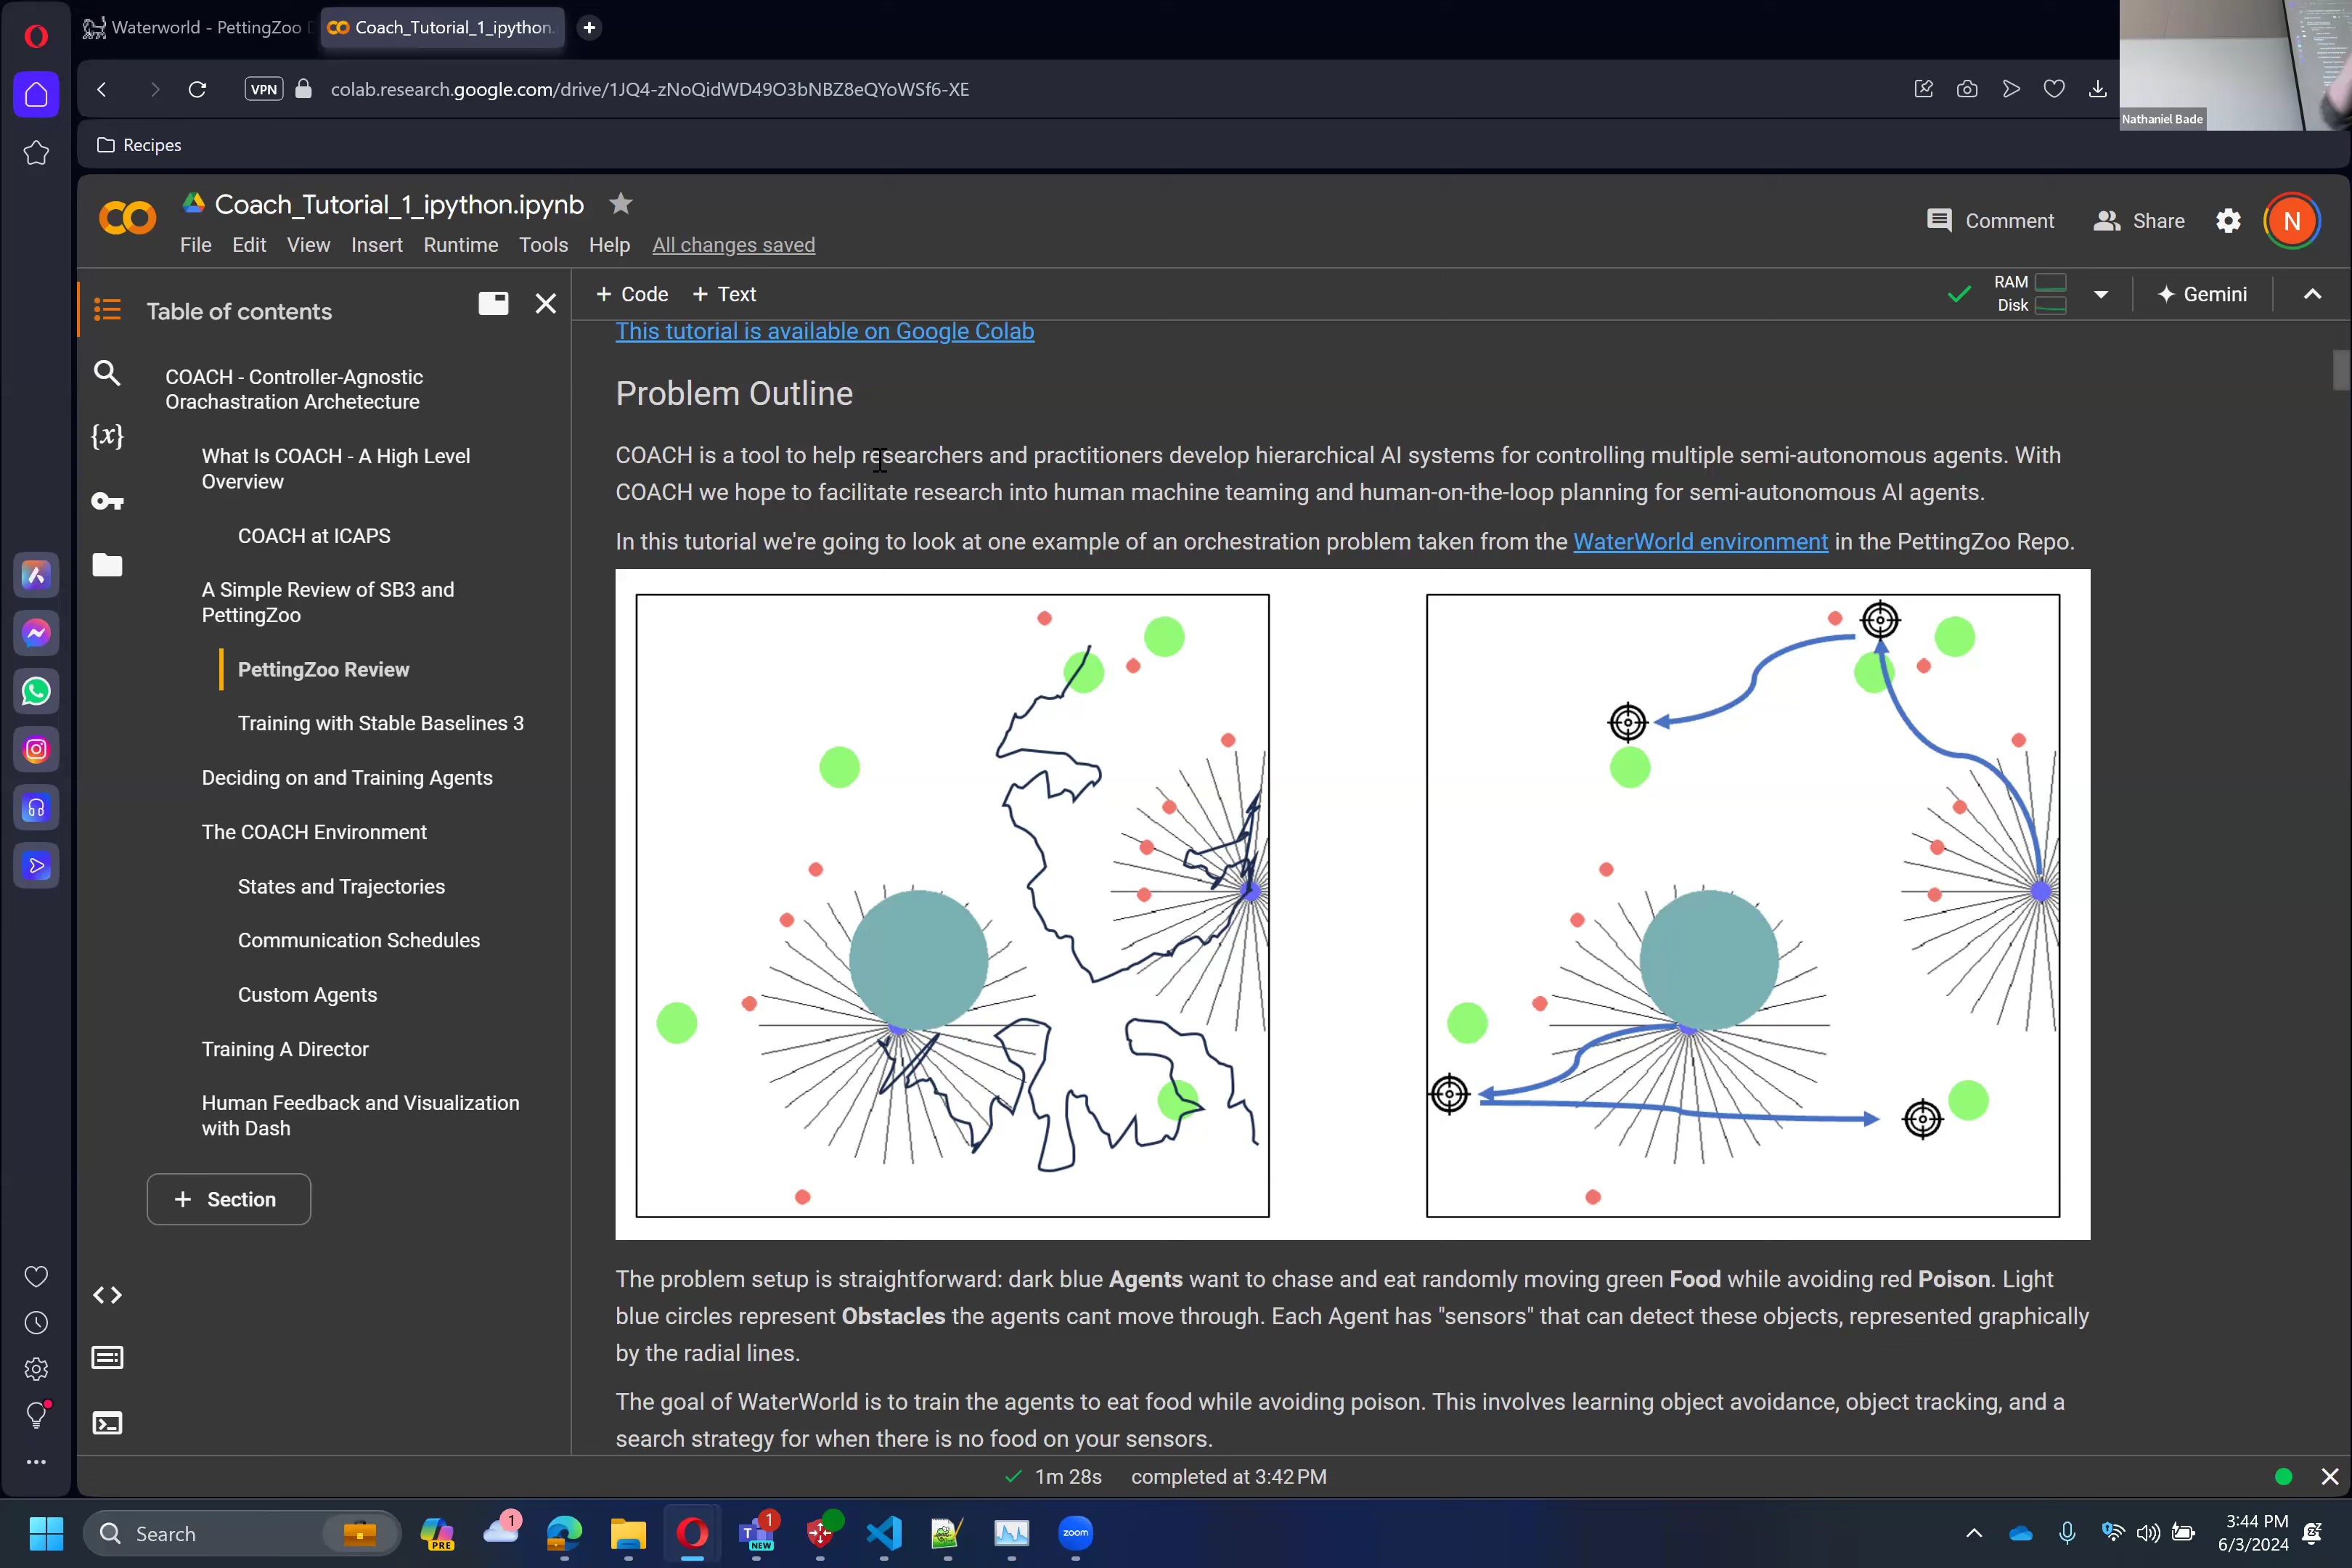 Waterworld - PettingZoo
Coach_Tutorial_1_ipython.
VPN
colab.research.google.com/drive/1JQ4-zNoQidWD49O3bNBZ8eQYoWSf6-XE
Nathaniel Bade
Recipes
Coach_Tutorial_1_ipython.ipynb
File Edit View Insert Runtime Tools Help All changes saved
Comment
Share
N
Table of contents
+ Code + Text
RAM
Disk
Gemini
COACH - Controller-Agnostic
Orachastration Archetecture
What Is COACH - A High Level
Overview
COACH at ICAPS
A Simple Review of SB3 and
PettingZoo
PettingZoo Review
Training with Stable Baselines 3
Deciding on and Training Agents
The COACH Environment
States and Trajectories
Communication Schedules
Custom Agents
Training A Director
Human Feedback and Visualization
with Dash
+ Section
{x}
This tutorial is available on Google Colab
Problem Outline
COACH is a tool to help researchers and practitioners develop hierarchical AI systems for controlling multiple semi-autonomous agents. With
COACH we hope to facilitate research into human machine teaming and human-on-the-loop planning for semi-autonomous AI agents.
In this tutorial we're going to look at one example of an orchestration problem taken from the WaterWorld environment in the PettingZoo Repo.
The problem setup is straightforward: dark blue Agents want to chase and eat randomly moving green Food while avoiding red Poison. Light
blue circles represent Obstacles the agents cant move through. Each Agent has "sensors" that can detect these objects, represented graphically
by the radial lines.
The goal of WaterWorld is to train the agents to eat food while avoiding poison. This involves learning object avoidance, object tracking, and a
search strategy for when there is no food on your sensors.
1m 28s completed at 3:42 PM
Search
PRE
1
1
NEW
zoom
3:44 PM
6/3/2024